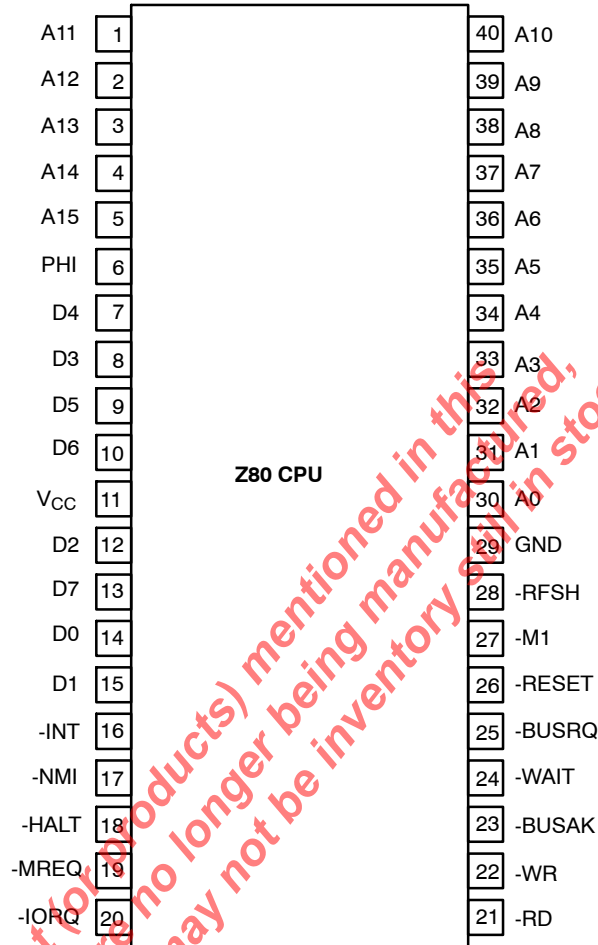 A11 1 40 A10
A12 2 39 A9
A13 3 38 A8
A14 4 37 A7
A15 5 36 A6
PHI 6 35 A5
D4 7 34 A4
D3 8 33 A3
D5 9 32 A2
D6 10 31 A1
Z80 CPU
VCC 11 30 A0
D2 12 29 GND
D7 13 28 -RFSH
D0 14 27 -M1
D1 15 26 -RESET
-INT 16 25 -BUSRQ
-NMI 17 24 -WAIT
-HALT 18 23 -BUSAK
-MREQ 19 22 -WR
-IORQ 20 21 -RD
(or products) mentioned in this
no longer being manufactured,
may not be inventory still in